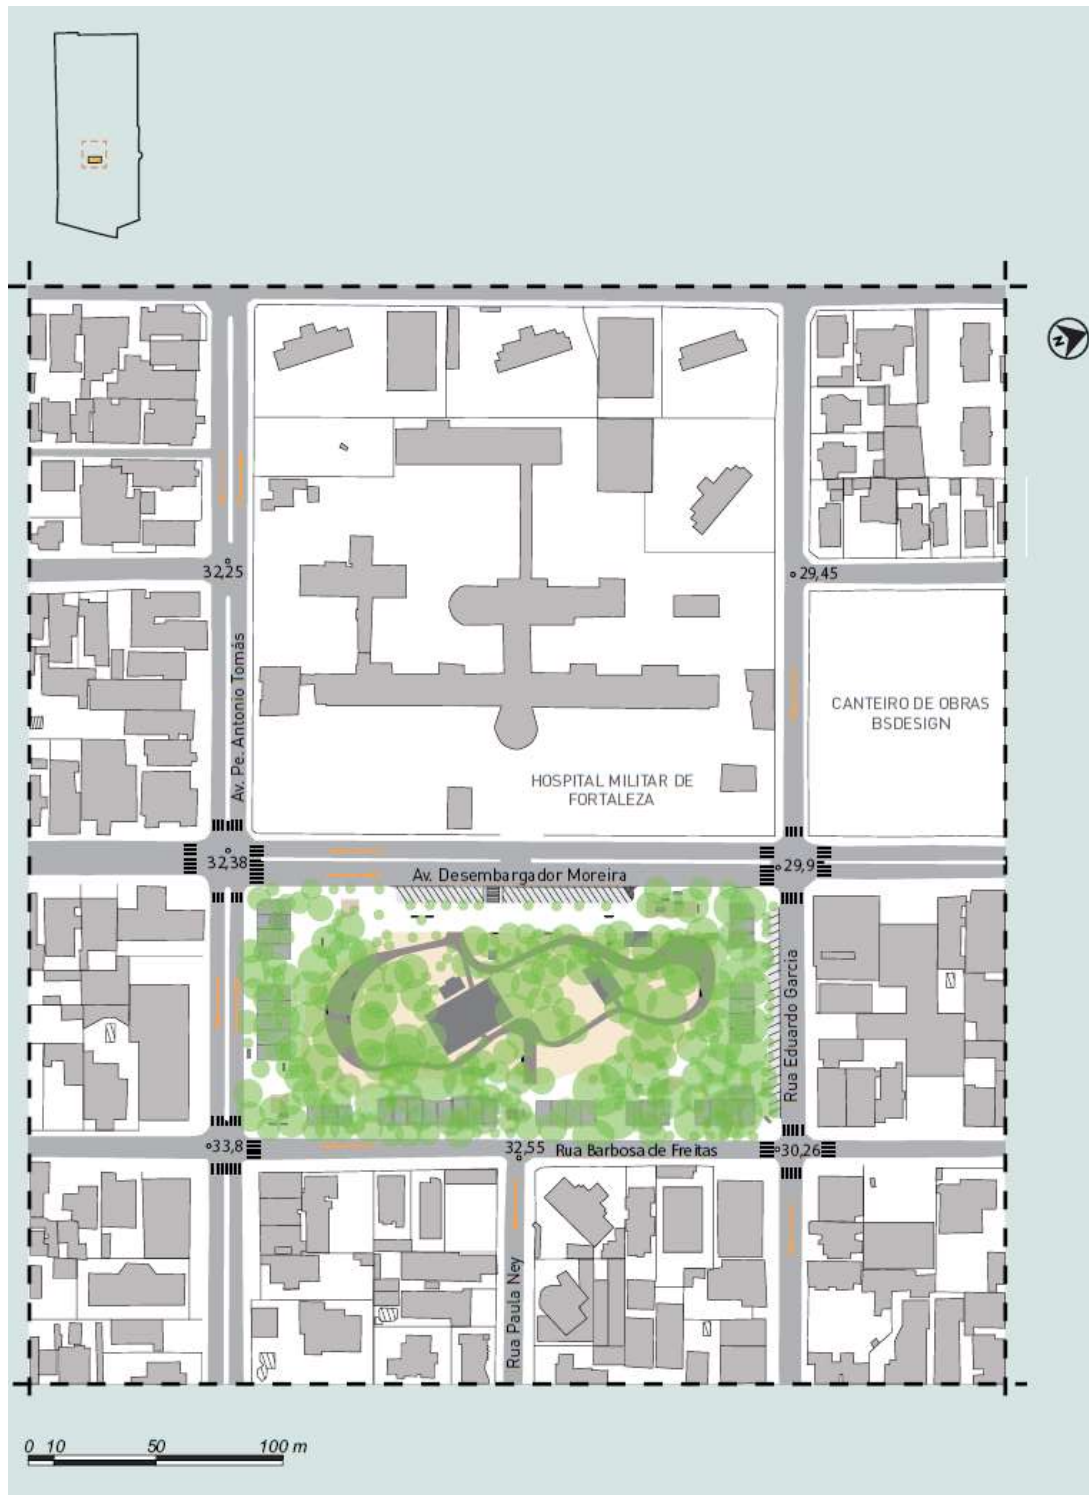 N
32,25
29,45
Av. Pe. Antonio Tomás
CANTEIRO DE OBRAS
BSDESIGN
HOSPITAL MILITAR DE
FORTALEZA
32,38
Av. Desembargador Moreira
29,9
Rua Eduardo Garcia
33,8
32,55
Rua Barbosa de Freitas
30,26
Rua Paula Ney
0 10 50 100 m